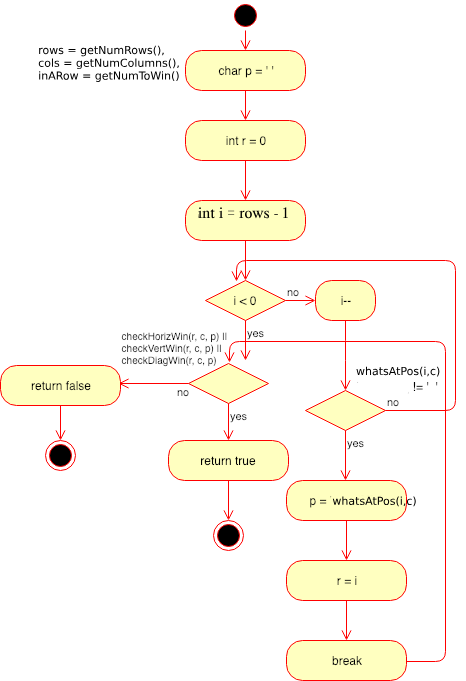 rows = getNumRows(),
cols = getNumColumns(),
inARow = getNumToWin()
char p = ' '
int r = 0
int i = rows - 1
i < 0
no
i--
yes
checkHorizWin(r, c, p) ||
checkVertWin(r, c, p) ||
checkDiagWin(r, c, p)
whatsAtPos(i,c)
!= ' '
return false
no
no
yes
yes
return true
p = whatsAtPos(i,c)
r = i
break